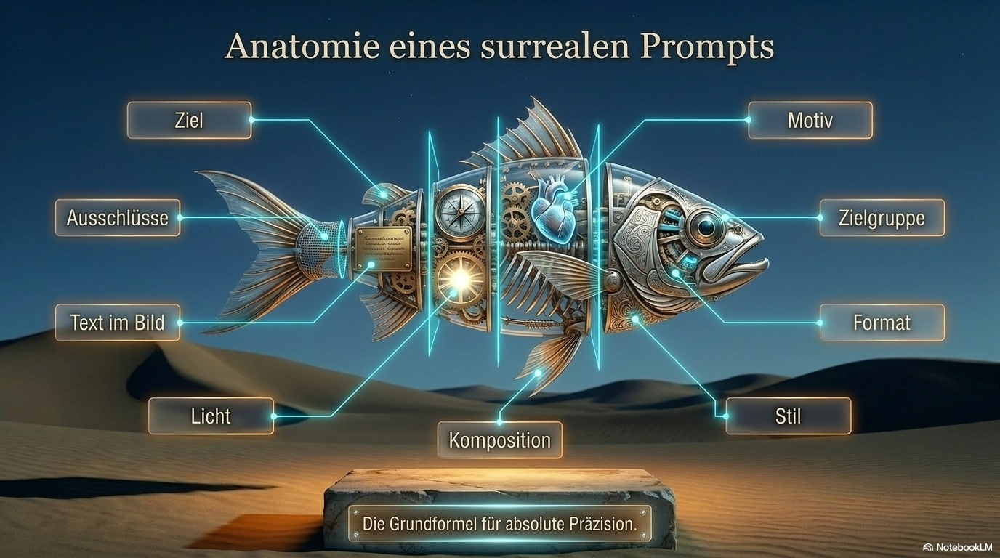 Anatomie eines surrealen Prompts
Ziel
Motiv
Ausschlüsse
Zielgruppe
Text im Bild
Format
Licht
Stil
Komposition
Die Grundformel für absolute Präzision.
NotebookLM